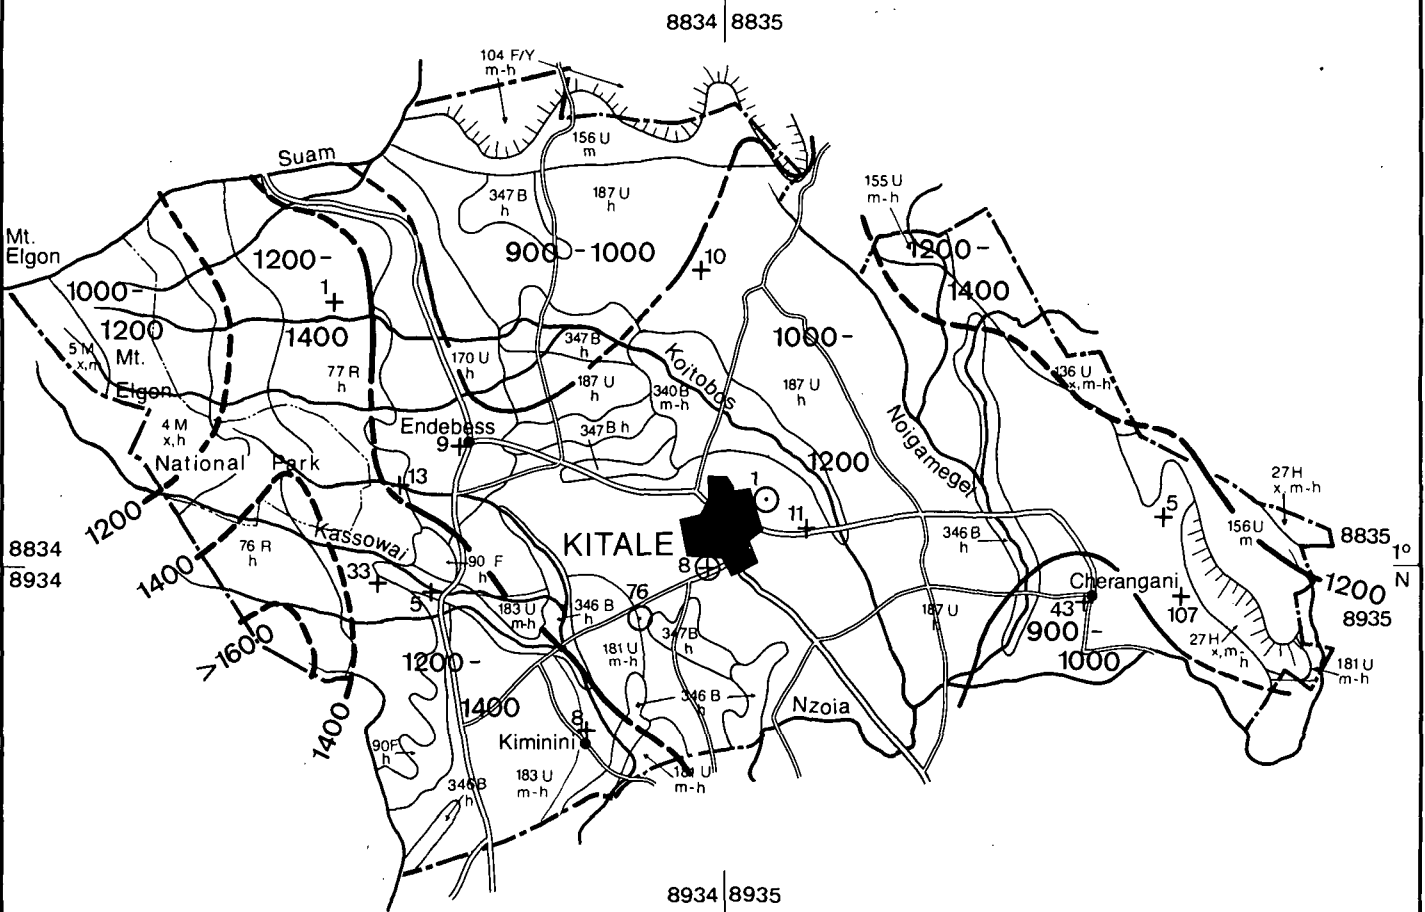 8834 8835
104 F/Y
m-h
156 U
m
Suam
155 U
m-h
347 B
h
187 U
h
Mt.
Elgon
1200-
900-1000
10
1200-
1400
1000-
1200
1
1400
1000-
5 M
Mt.
Elgon
77 R
h
170 U
h
347 B
h
187 U
h
Koitobos
340 B
m-h
187 U
h
136 U
x, m-h
4 M
x, h
Endebess
9
347 B h
Noigamegei
National Park
13
1200
1
27 H
x, m-h
1200
11
5
156 U
m
8835
KITALE
346 B
h
8834
8934
1°
N
76 R
h
Kassowai
1400
33
90 F
h
8
Cherangani
1200
8935
5
183 U
m-h
346 B
h
76
187 U
h
43
107
900-
1000
>1600
347B
h
181 U
m-h
27 H
x, m-h
181 U
m-h
1200-
1400
346 B
h
Nzoia
1400
8
Kiminini
90F
h
183 U
m-h
181 U
m-h
346 B
h
8934 8935